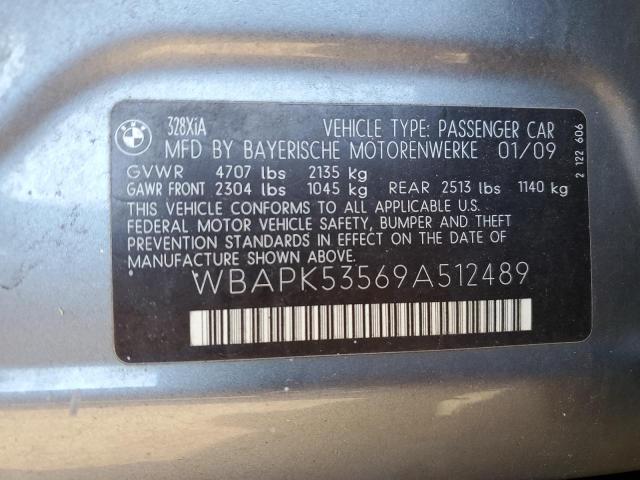 BMW
328XiA VEHICLE TYPE: PASSENGER CAR
MFD BY BAYERISCHE MOTORENWERKE 01/09
GVWR 4707 lbs 2135 kg
GAWR FRONT 2304 lbs 1045 kg REAR 2513 lbs 1140 kg
THIS VEHICLE CONFORMS TO ALL APPLICABLE U.S.
FEDERAL MOTOR VEHICLE SAFETY, BUMPER AND THEFT
PREVENTION STANDARDS IN EFFECT ON THE DATE OF
MANUFACTURE SHOWN ABOVE.
WBAPK53569A512489
2 122 606